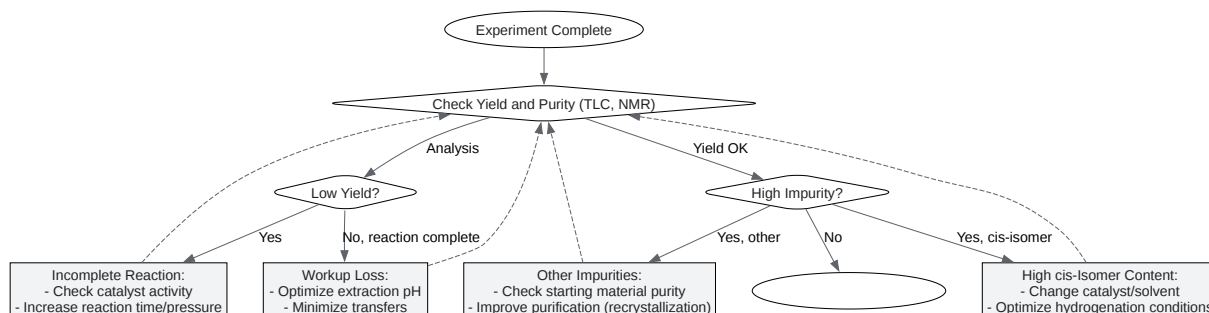 Experiment Complete
Check Yield and Purity (TLC, NMR)
Analysis
Yield OK
Low Yield?
High Impurity?
Yes
No, reaction complete
Yes, other
No
Yes, cis-isomer
Incomplete Reaction:
- Check catalyst activity
- Increase reaction time/pressure
Workup Loss:
- Optimize extraction pH
- Minimize transfers
Other Impurities:
- Check starting material purity
- Improve purification (recrystallization)
High cis-Isomer Content:
- Change catalyst/solvent
- Optimize hydrogenation conditions